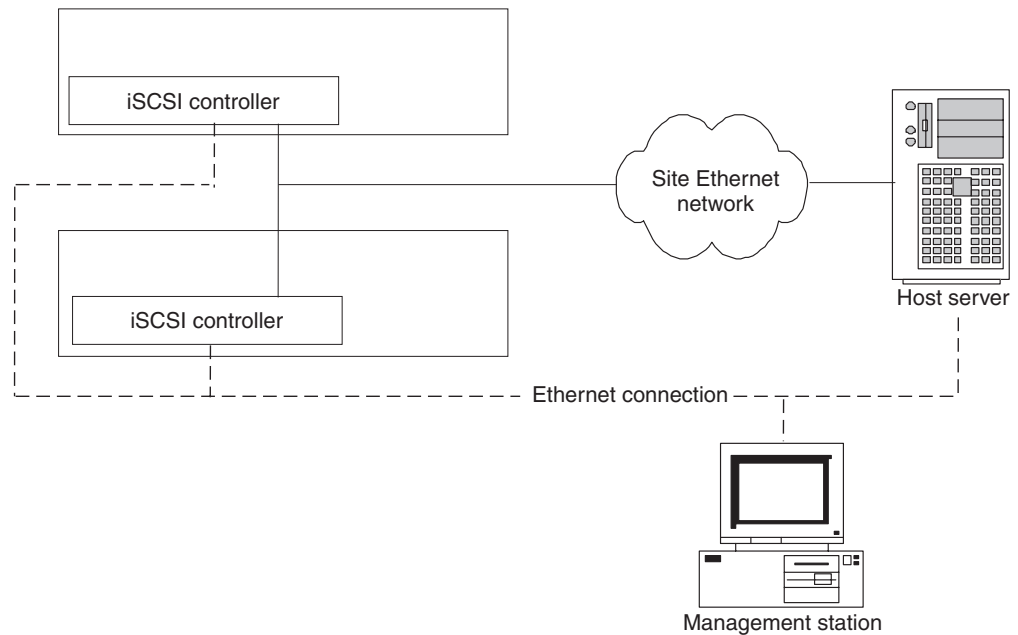 iSCSI controller
Site Ethernet
network
Host server
iSCSI controller
Ethernet connection
Management station